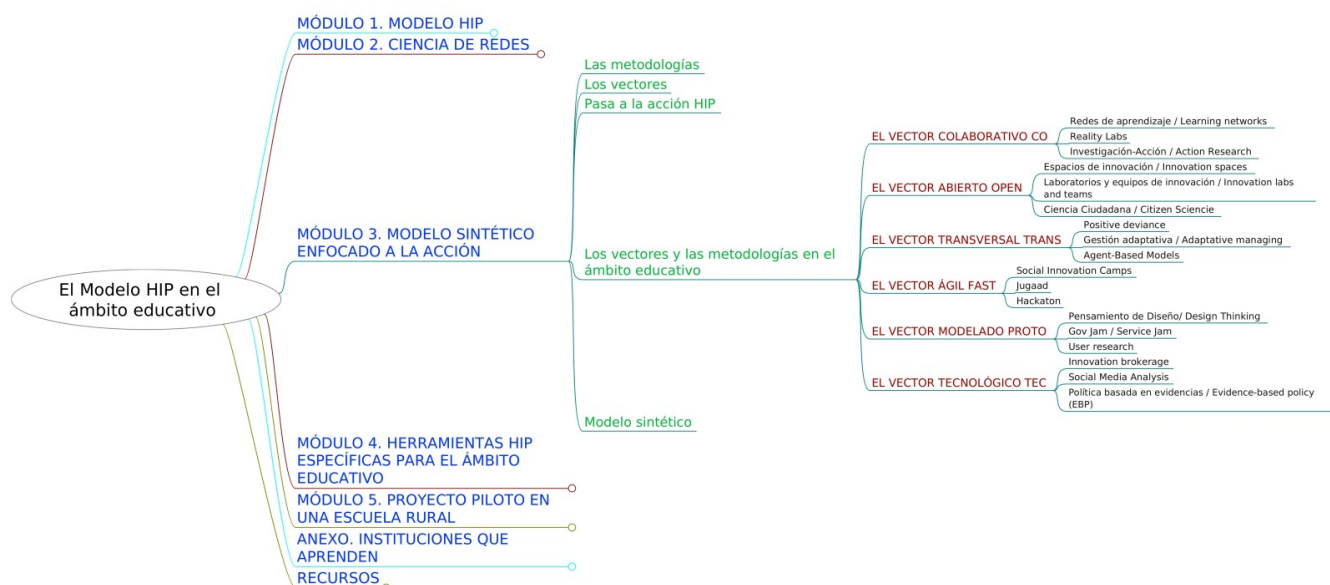 El Modelo HIP en el
ámbito educativo
MÓDULO 1. MODELO HIP
MÓDULO 2. CIENCIA DE REDES
MÓDULO 3. MODELO SINTÉTICO
ENFOCADO A LA ACCIÓN
Las metodologías
Los vectores
Pasa a la acción HIP
Los vectores y las metodologías en el
ámbito educativo
EL VECTOR COLABORATIVO CO
Redes de aprendizaje / Learning networks
Reality Labs
Investigación-Acción / Action Research
EL VECTOR ABIERTO OPEN
Espacios de innovación / Innovation spaces
Laboratorios y equipos de innovación / Innovation labs
and teams
Ciencia Ciudadana / Citizen Sciencie
EL VECTOR TRANSVERSAL TRANS
Positive deviance
Gestión adaptativa / Adaptative managing
Agent-Based Models
EL VECTOR ÁGIL FAST
Social Innovation Camps
Jugaad
Hackaton
EL VECTOR MODELADO PROTO
Pensamiento de Diseño/ Design Thinking
Gov Jam / Service Jam
User research
EL VECTOR TECNOLÓGICO TEC
Innovation brokerage
Social Media Analysis
Política basada en evidencias / Evidence-based policy
(EBP)
Modelo sintético
MÓDULO 4. HERRAMIENTAS HIP
ESPECÍFICAS PARA EL ÁMBITO
EDUCATIVO
MÓDULO 5. PROYECTO PILOTO EN
UNA ESCUELA RURAL
ANEXO. INSTITUCIONES QUE
APRENDEN
RECURSOS